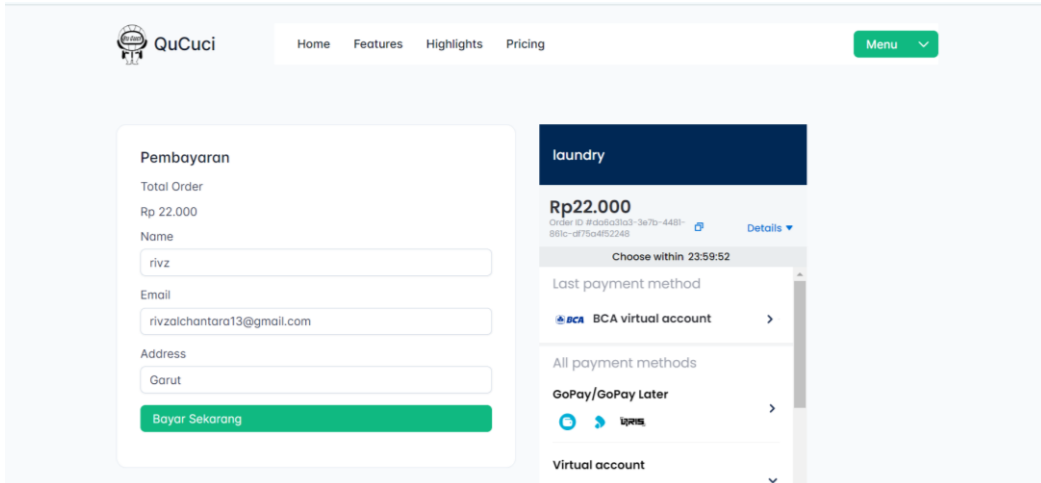 QuCuci
Home Features Highlights Pricing
Menu
Pembayaran
Total Order
Rp 22.000
Name
rivz
Email
rivzalchantara13@gmail.com
Address
Garut
Bayar Sekarang
laundry
Rp22.000
Order ID #da6a31a3-3e7b-4481-
861c-df75a4f52248
Details
Choose within 23:59:52
Last payment method
BCA BCA virtual account
All payment methods
GoPay/GoPay Later
QRIS
Virtual account